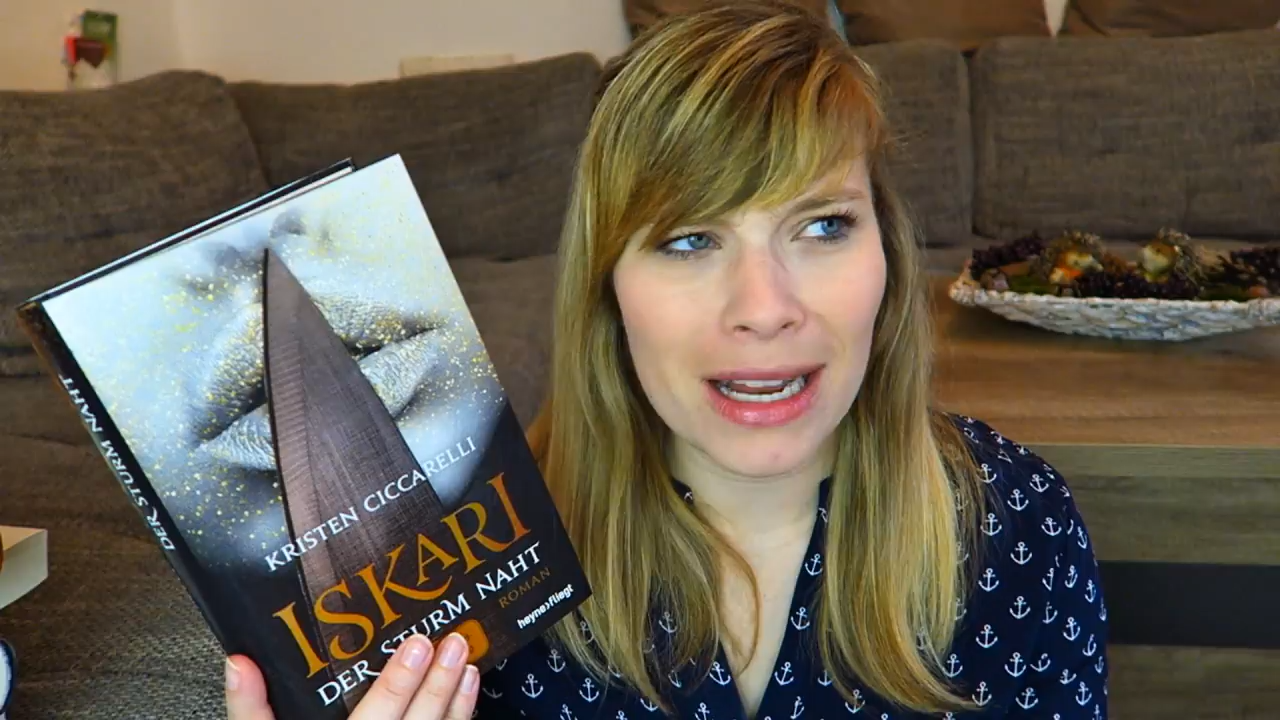 DER STURM NAHT
KRISTEN CICCARELLI
ISKARI
DER STURM NAHT
ROMAN
heyne›fliegt